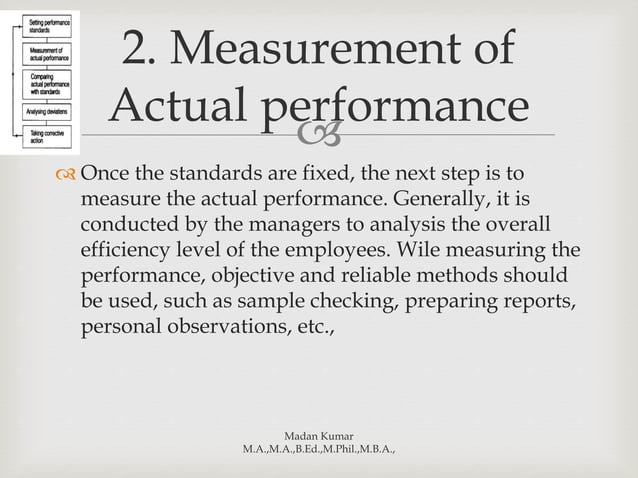 Setting performance
standards
Measurement of
actual performance
Comparing
actual performance
with standards
Analysing deviations
Taking corrective
action
2. Measurement of
Actual performance
Once the standards are fixed, the next step is to
measure the actual performance. Generally, it is
conducted by the managers to analysis the overall
efficiency level of the employees. Wile measuring the
performance, objective and reliable methods should
be used, such as sample checking, preparing reports,
personal observations, etc.,
Madan Kumar
M.A.,M.A.,B.Ed.,M.Phil.,M.B.A.,